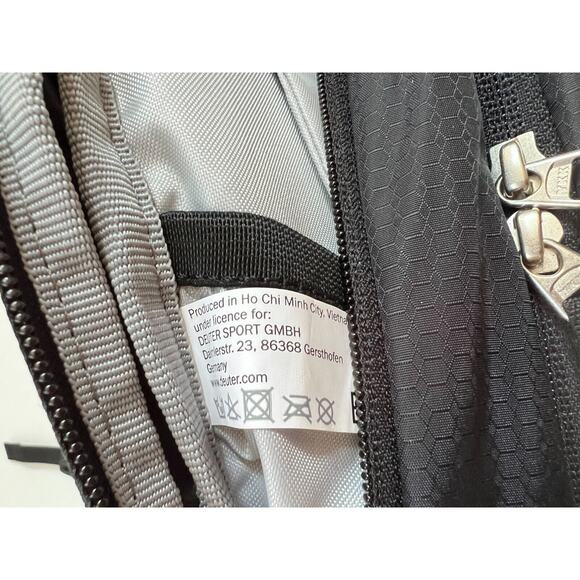 Produced in Ho Chi Minh City, Vietna
under licence for:
DEUTER SPORT GMBH
Daimlerstr. 23, 86368 Gersthofen
Germany
www.deuter.com
YKK